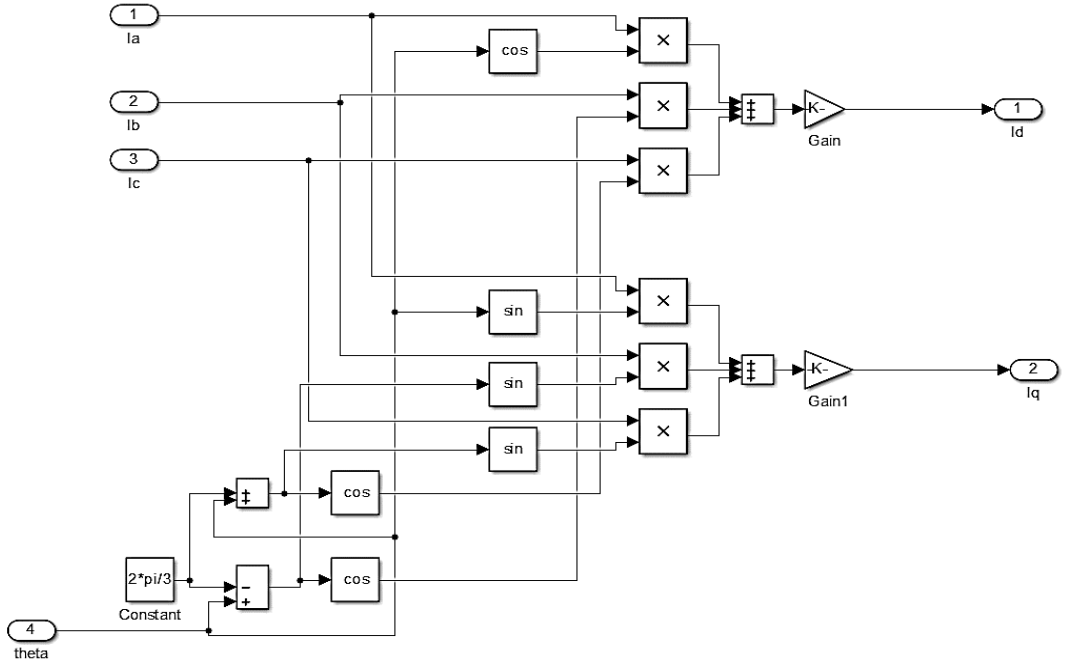 1
Ia
cos
×
2
Ib
×
+
+
+
-K-
Gain
1
Id
3
Ic
×
sin
×
sin
×
+
+
+
-K-
Gain1
2
Iq
sin
×
+
+
cos
2*pi/3
Constant
−
+
cos
4
theta